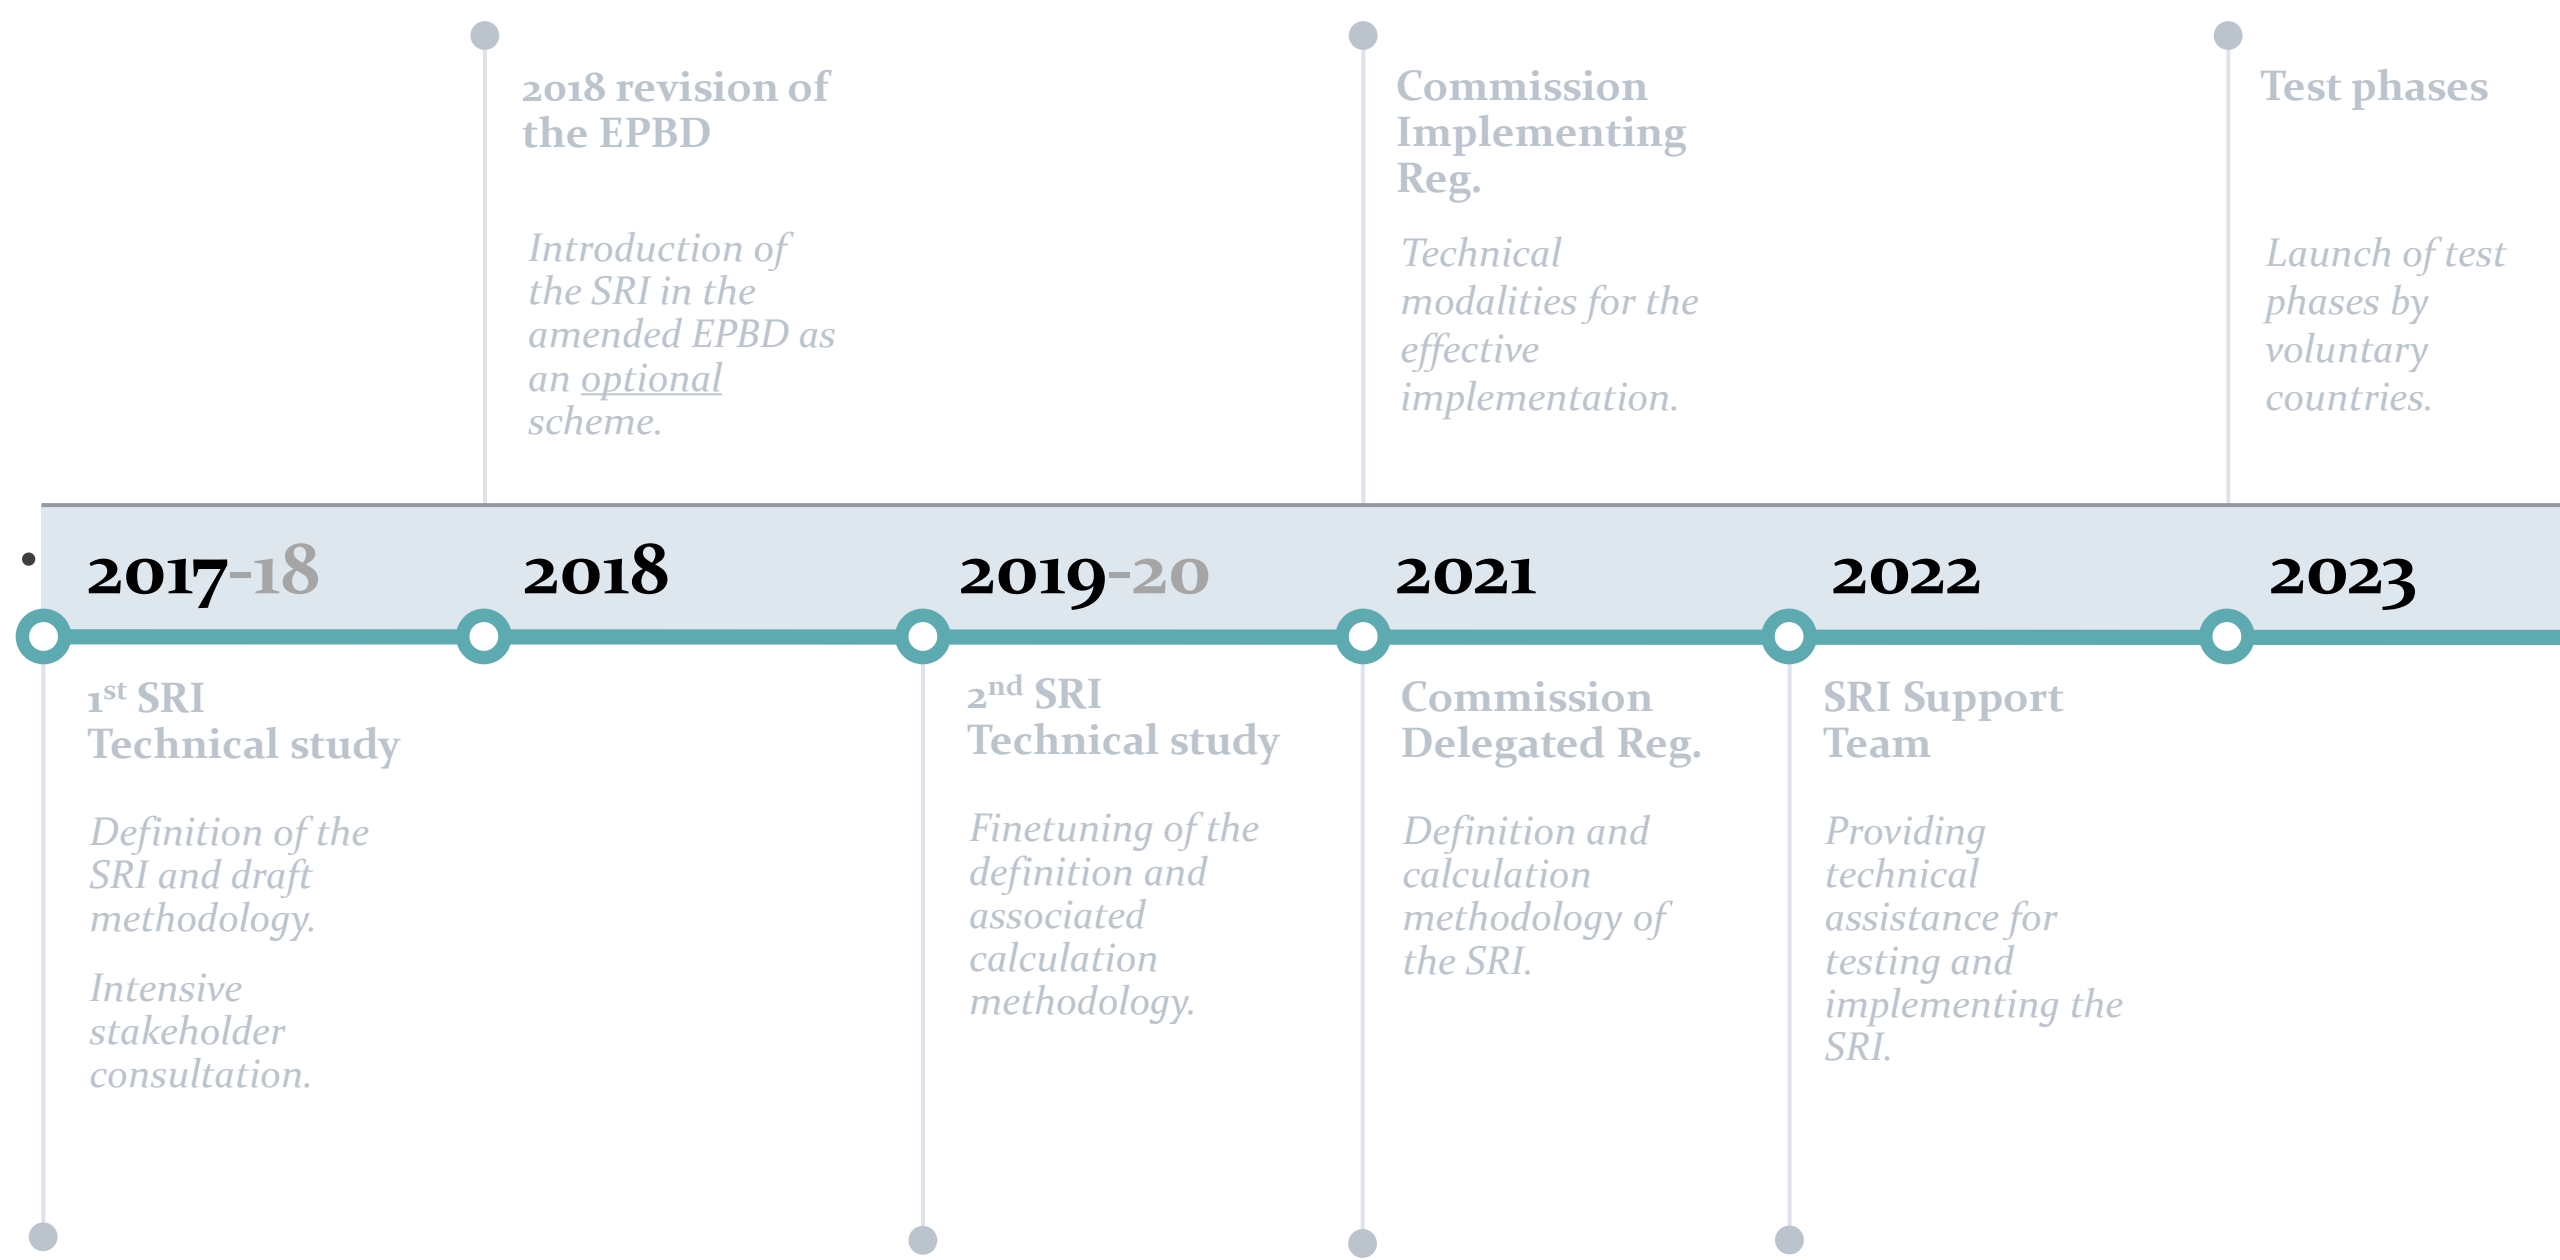 2018 revision of
the EPBD
Introduction of
the SRI in the
amended EPBD as
an optional
scheme.
Commission
Implementing
Reg.
Technical
modalities for the
effective
implementation.
Test phases
Launch of test
phases by
voluntary
countries.
• 2017-18
2018
2019-20
2021
2022
2023
1st SRI
Technical study
Definition of the
SRI and draft
methodology.
Intensive
stakeholder
consultation.
2nd SRI
Technical study
Finetuning of the
definition and
associated
calculation
methodology.
Commission
Delegated Reg.
Definition and
calculation
methodology of
the SRI.
SRI Support
Team
Providing
technical
assistance for
testing and
implementing the
SRI.